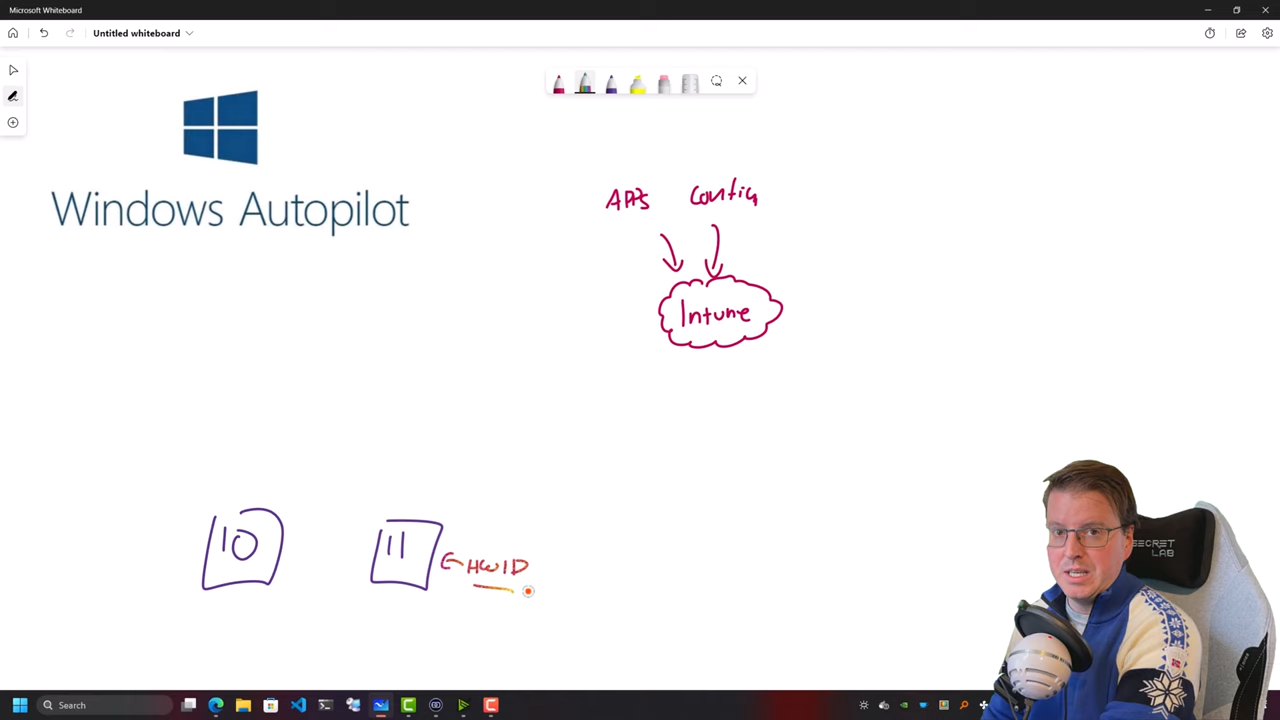 Microsoft Whiteboard
Untitled whiteboard
Windows Autopilot
APPS Config
Intune
10 11 HWID
SECRET
LAB
Search